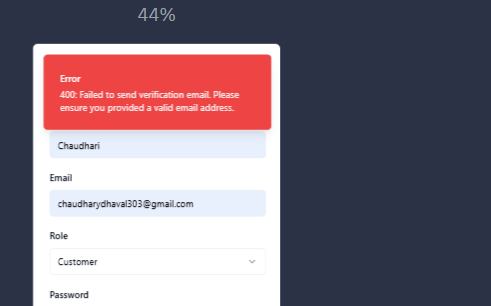 44%
Error
400: Failed to send verification email. Please
ensure you provided a valid email address.
Chaudhari
Email
chaudharydhaval303@gmail.com
Role
Customer
Password